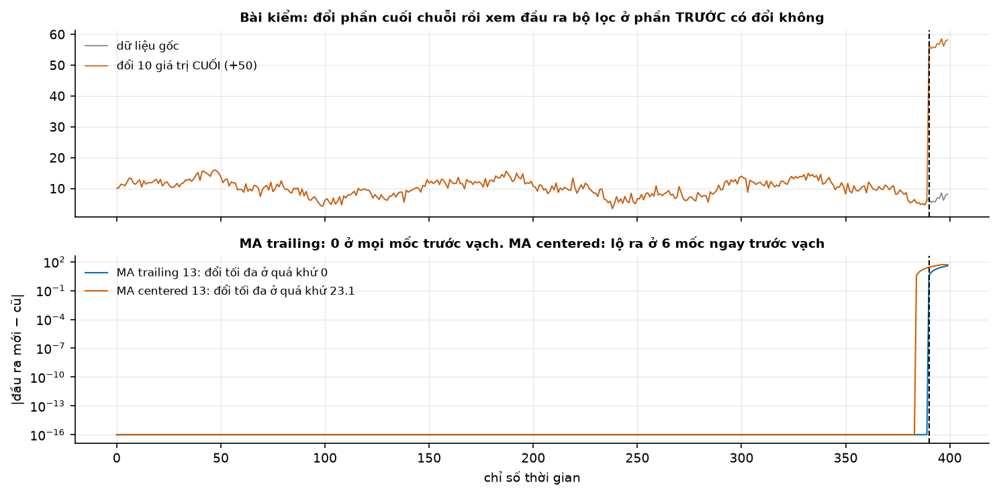 Bài kiểm: đổi phần cuối chuỗi rồi xem đầu ra bộ lọc ở phần TRƯỚC có đổi không
60
50
40
30
20
10
dữ liệu gốc
đổi 10 giá trị CUỐI (+50)
MA trailing: 0 ở mọi mốc trước vạch. MA centered: lộ ra ở 6 mốc ngay trước vạch
|đầu ra mới − cũ|
10²
10⁻¹
10⁻⁴
10⁻⁷
10⁻¹⁰
10⁻¹³
10⁻¹⁶
MA trailing 13: đổi tối đa ở quá khứ 0
MA centered 13: đổi tối đa ở quá khứ 23.1
0 50 100 150 200 250 300 350 400
chỉ số thời gian